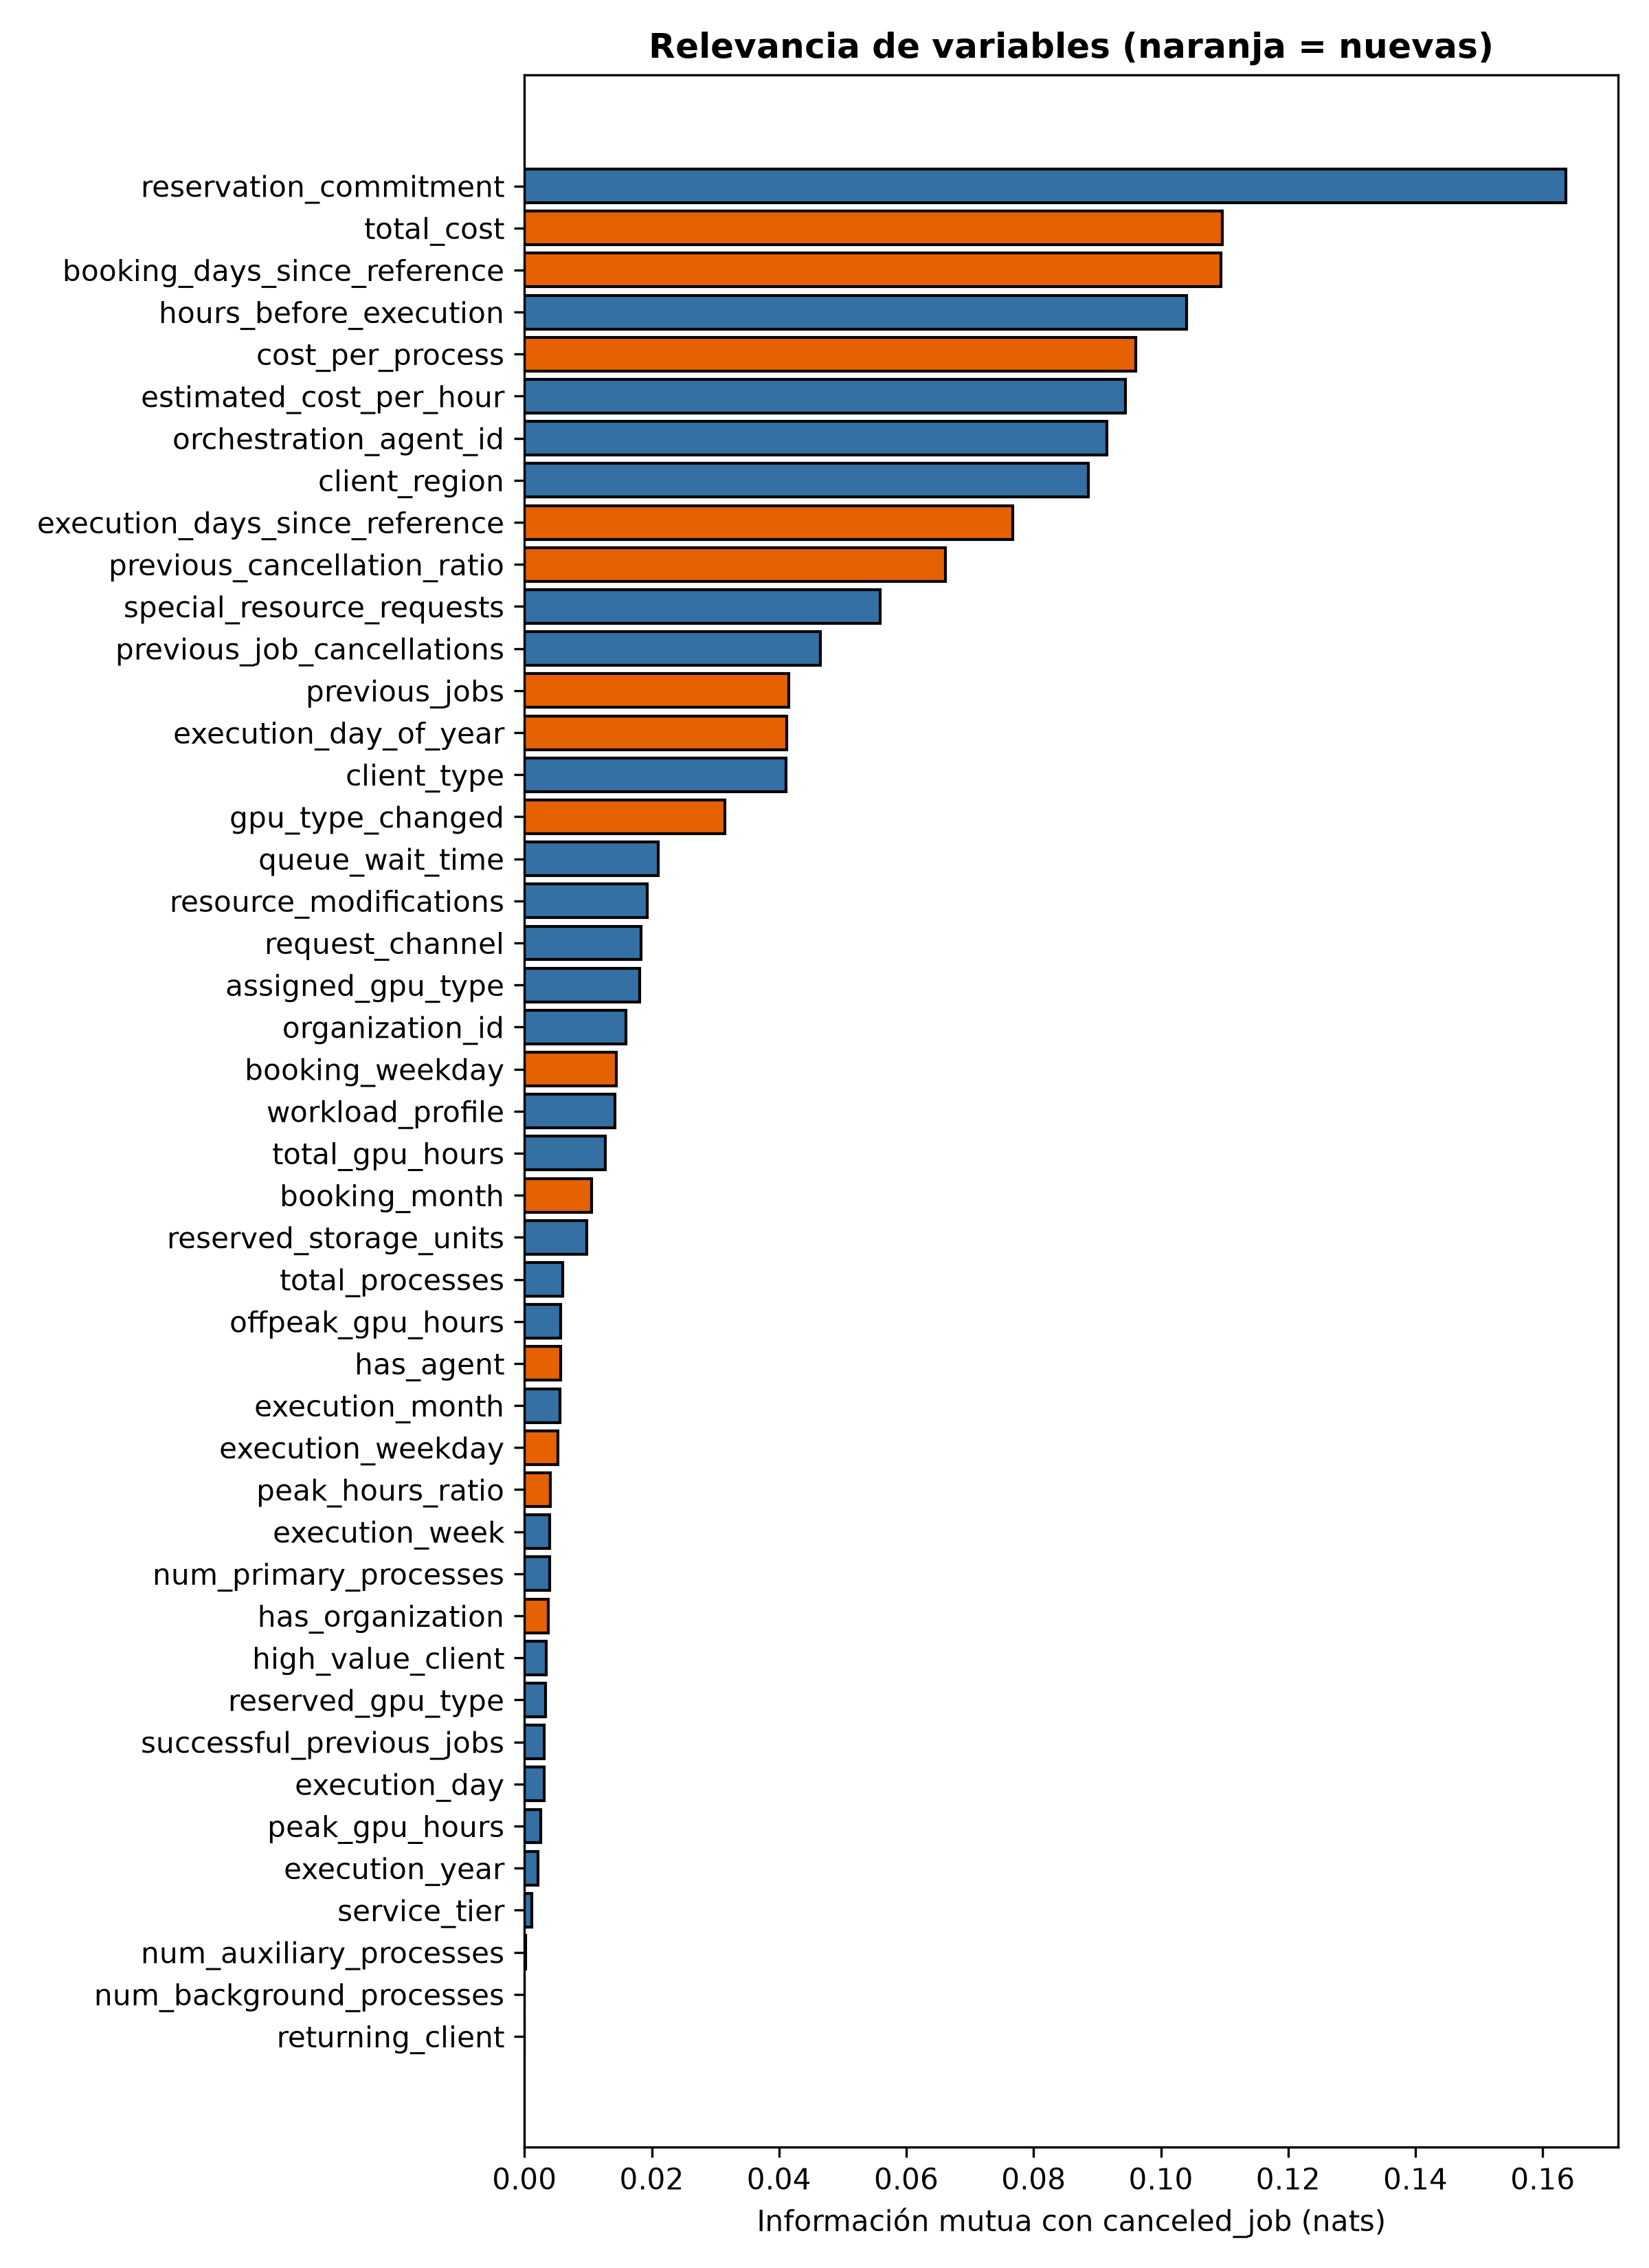 Relevancia de variables (naranja = nuevas)
reservation_commitment
total_cost
booking_days_since_reference
hours_before_execution
cost_per_process
estimated_cost_per_hour
orchestration_agent_id
client_region
execution_days_since_reference
previous_cancellation_ratio
special_resource_requests
previous_job_cancellations
previous_jobs
execution_day_of_year
client_type
gpu_type_changed
queue_wait_time
resource_modifications
request_channel
assigned_gpu_type
organization_id
booking_weekday
workload_profile
total_gpu_hours
booking_month
reserved_storage_units
total_processes
offpeak_gpu_hours
has_agent
execution_month
execution_weekday
peak_hours_ratio
execution_week
num_primary_processes
has_organization
high_value_client
reserved_gpu_type
successful_previous_jobs
execution_day
peak_gpu_hours
execution_year
service_tier
num_auxiliary_processes
num_background_processes
returning_client
0.00 0.02 0.04 0.06 0.08 0.10 0.12 0.14 0.16
Información mutua con canceled_job (nats)